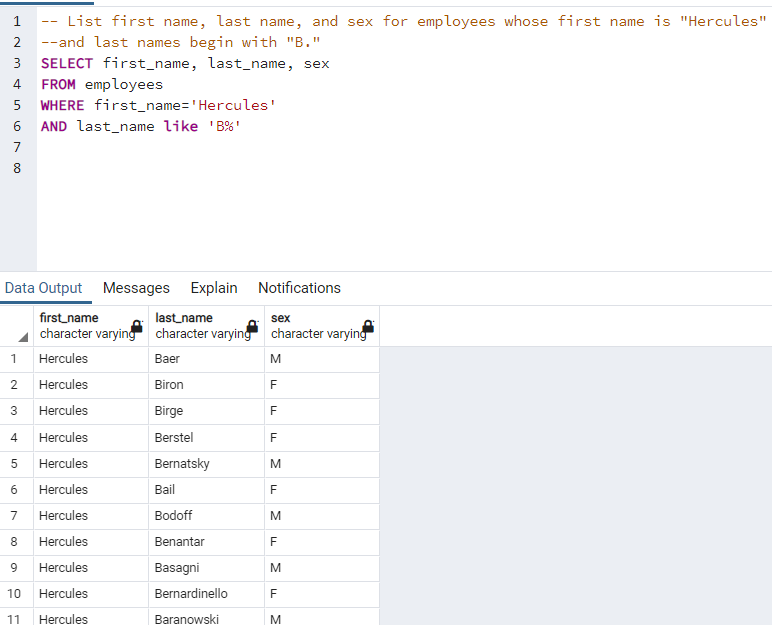 1 -- List first name, last name, and sex for employees whose first name is "Hercules"
2 --and last names begin with "B."
3 SELECT first_name, last_name, sex
4 FROM employees
5 WHERE first_name='Hercules'
6 AND last_name like 'B%'
7
8
Data Output Messages Explain Notifications
first_name last_name sex
character varying character varying character varying
1 Hercules Baer M
2 Hercules Biron F
3 Hercules Birge F
4 Hercules Berstel F
5 Hercules Bernatsky M
6 Hercules Bail F
7 Hercules Bodoff M
8 Hercules Benantar F
9 Hercules Basagni M
10 Hercules Bernardinello F
11 Hercules Baranowski M